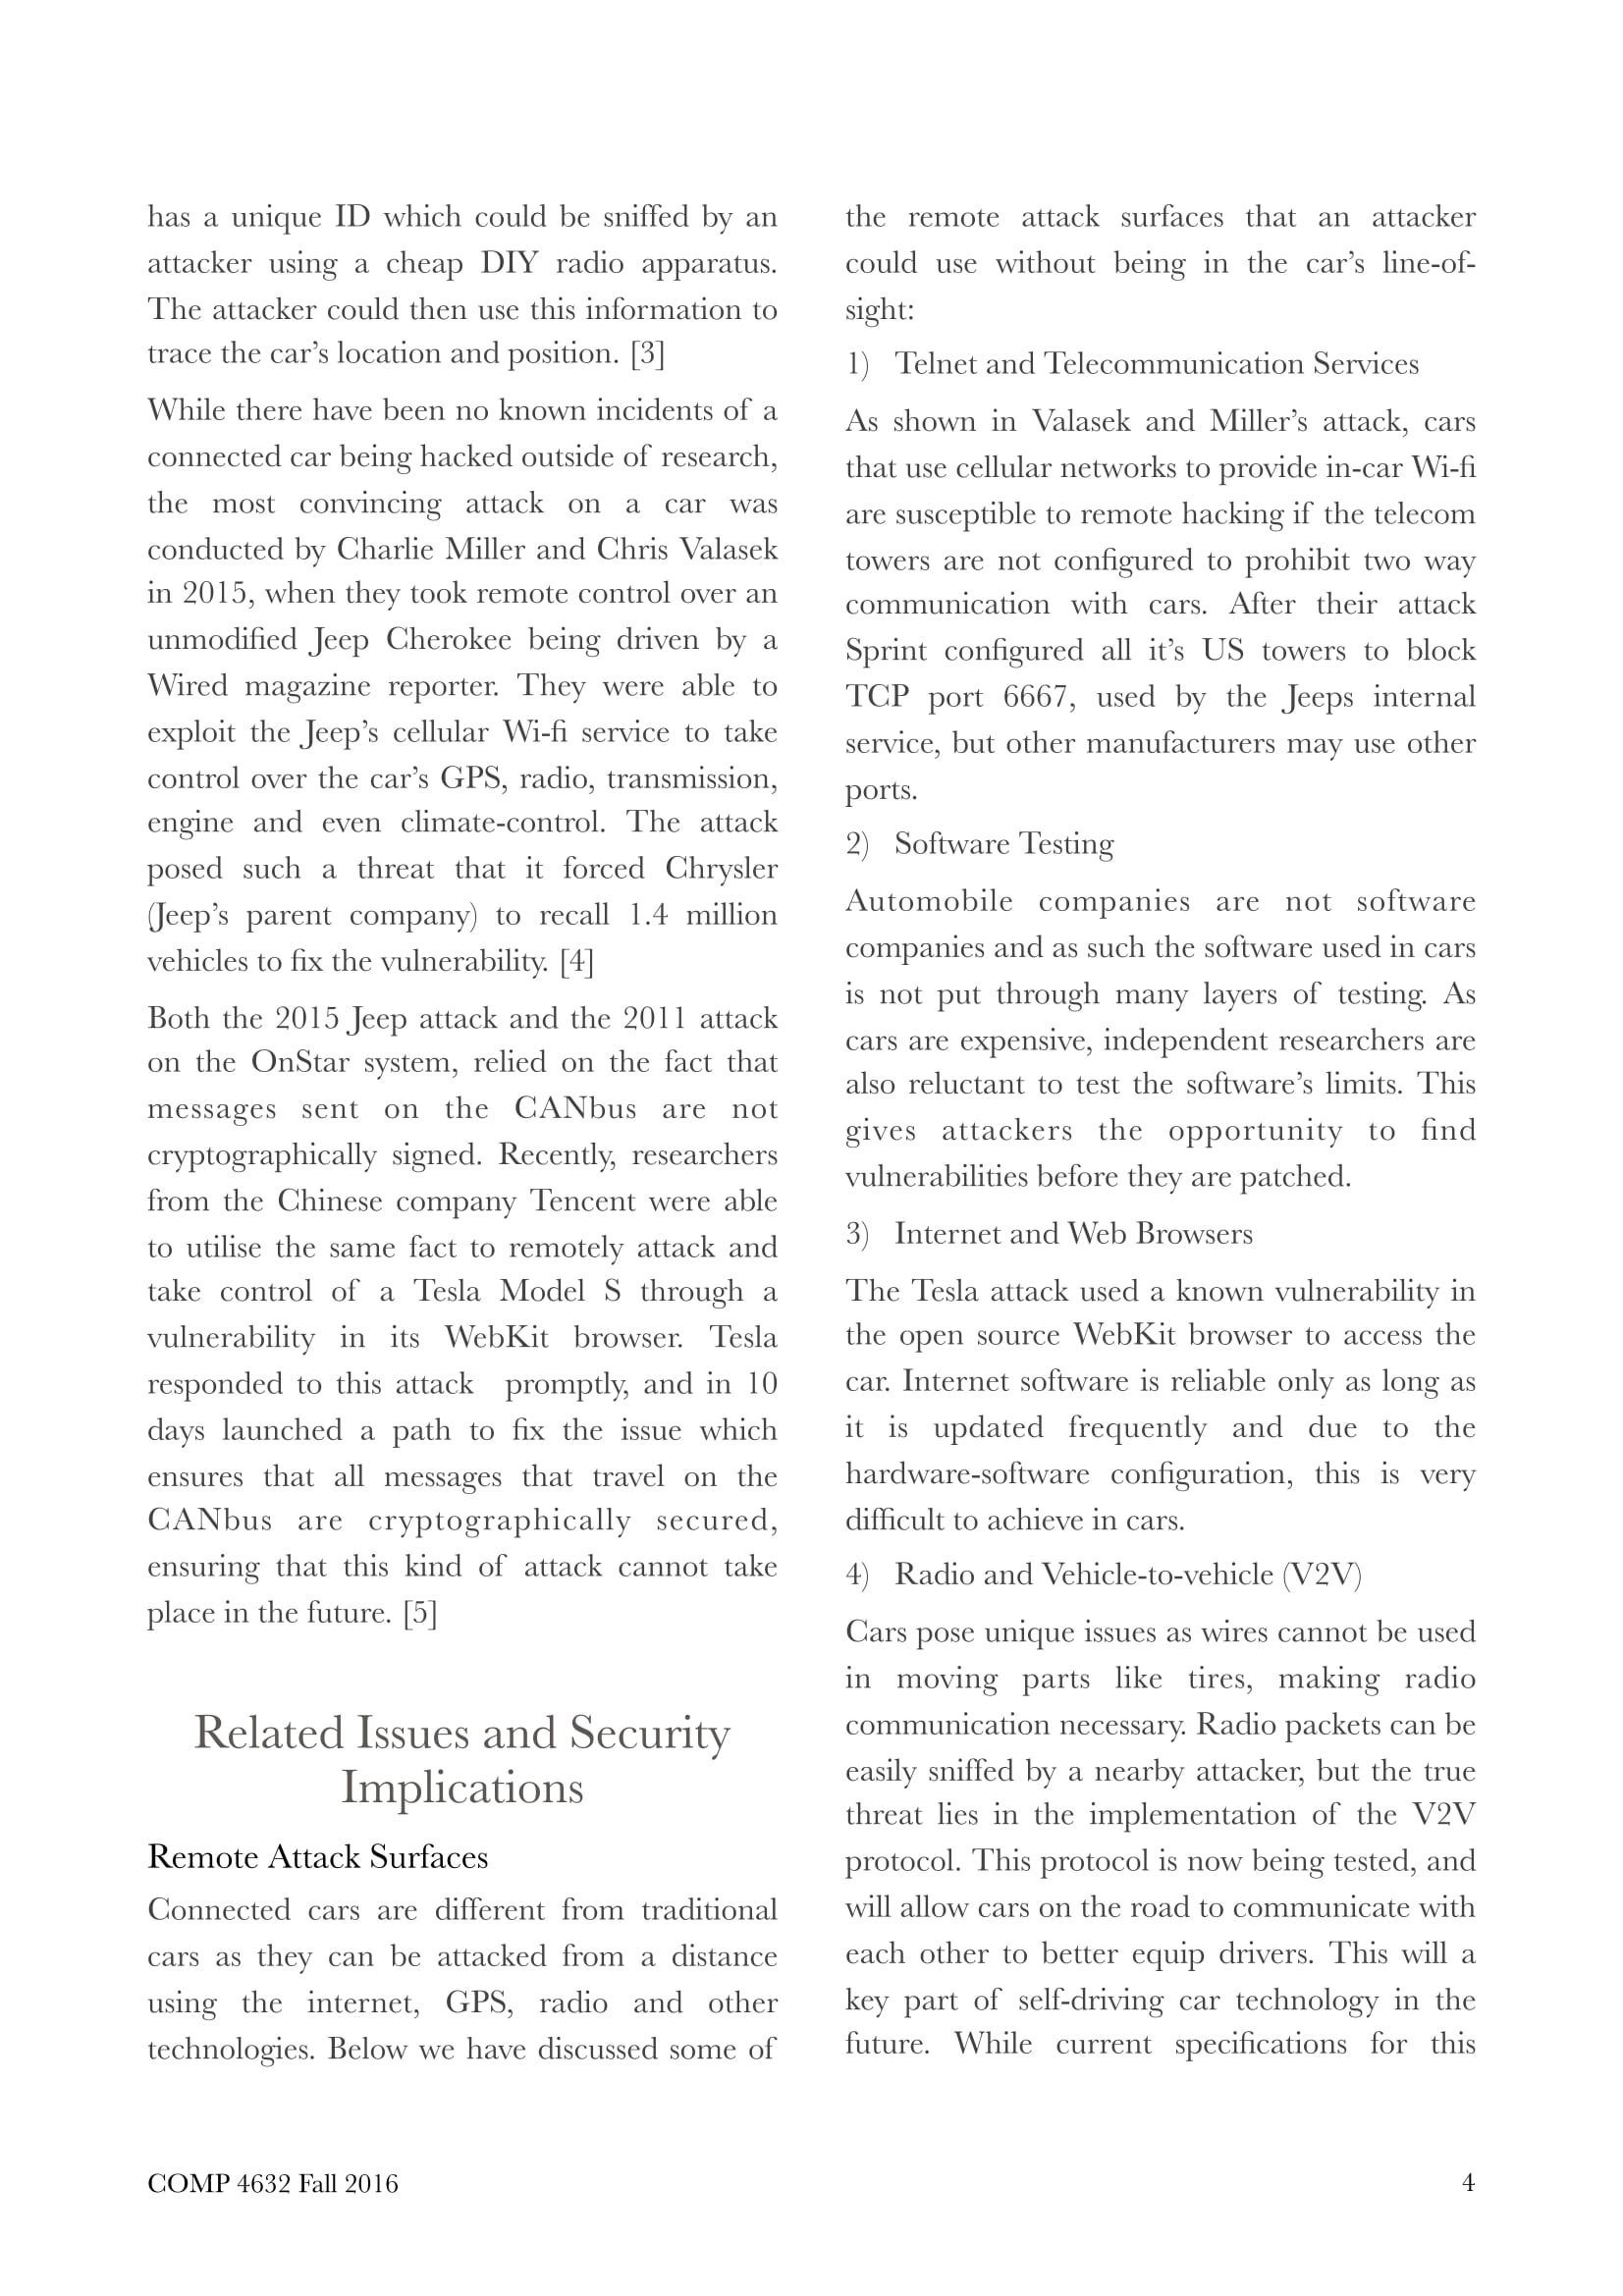 has a unique ID which could be sniffed by an
attacker using a cheap DIY radio apparatus.
The attacker could then use this information to
trace the car’s location and position. [3]
While there have been no known incidents of a
connected car being hacked outside of research,
the most convincing attack on a car was
conducted by Charlie Miller and Chris Valasek
in 2015, when they took remote control over an
unmodified Jeep Cherokee being driven by a
Wired magazine reporter. They were able to
exploit the Jeep’s cellular Wi-fi service to take
control over the car’s GPS, radio, transmission,
engine and even climate-control. The attack
posed such a threat that it forced Chrysler
(Jeep’s parent company) to recall 1.4 million
vehicles to fix the vulnerability. [4]
Both the 2015 Jeep attack and the 2011 attack
on the OnStar system, relied on the fact that
messages sent on the CANbus are not
cryptographically signed. Recently, researchers
from the Chinese company Tencent were able
to utilise the same fact to remotely attack and
take control of a Tesla Model S through a
vulnerability in its WebKit browser. Tesla
responded to this attack promptly, and in 10
days launched a path to fix the issue which
ensures that all messages that travel on the
CANbus are cryptographically secured,
ensuring that this kind of attack cannot take
place in the future. [5]
Related Issues and Security
Implications
Remote Attack Surfaces
Connected cars are different from traditional
cars as they can be attacked from a distance
using the internet, GPS, radio and other
technologies. Below we have discussed some of
the remote attack surfaces that an attacker
could use without being in the car’s line-of-
sight:
1) Telnet and Telecommunication Services
As shown in Valasek and Miller’s attack, cars
that use cellular networks to provide in-car Wi-fi
are susceptible to remote hacking if the telecom
towers are not configured to prohibit two way
communication with cars. After their attack
Sprint configured all it’s US towers to block
TCP port 6667, used by the Jeeps internal
service, but other manufacturers may use other
ports.
2) Software Testing
Automobile companies are not software
companies and as such the software used in cars
is not put through many layers of testing. As
cars are expensive, independent researchers are
also reluctant to test the software’s limits. This
gives attackers the opportunity to find
vulnerabilities before they are patched.
3) Internet and Web Browsers
The Tesla attack used a known vulnerability in
the open source WebKit browser to access the
car. Internet software is reliable only as long as
it is updated frequently and due to the
hardware-software configuration, this is very
difficult to achieve in cars.
4) Radio and Vehicle-to-vehicle (V2V)
Cars pose unique issues as wires cannot be used
in moving parts like tires, making radio
communication necessary. Radio packets can be
easily sniffed by a nearby attacker, but the true
threat lies in the implementation of the V2V
protocol. This protocol is now being tested, and
will allow cars on the road to communicate with
each other to better equip drivers. This will a
key part of self-driving car technology in the
future. While current specifications for this
COMP 4632 Fall 2016
4